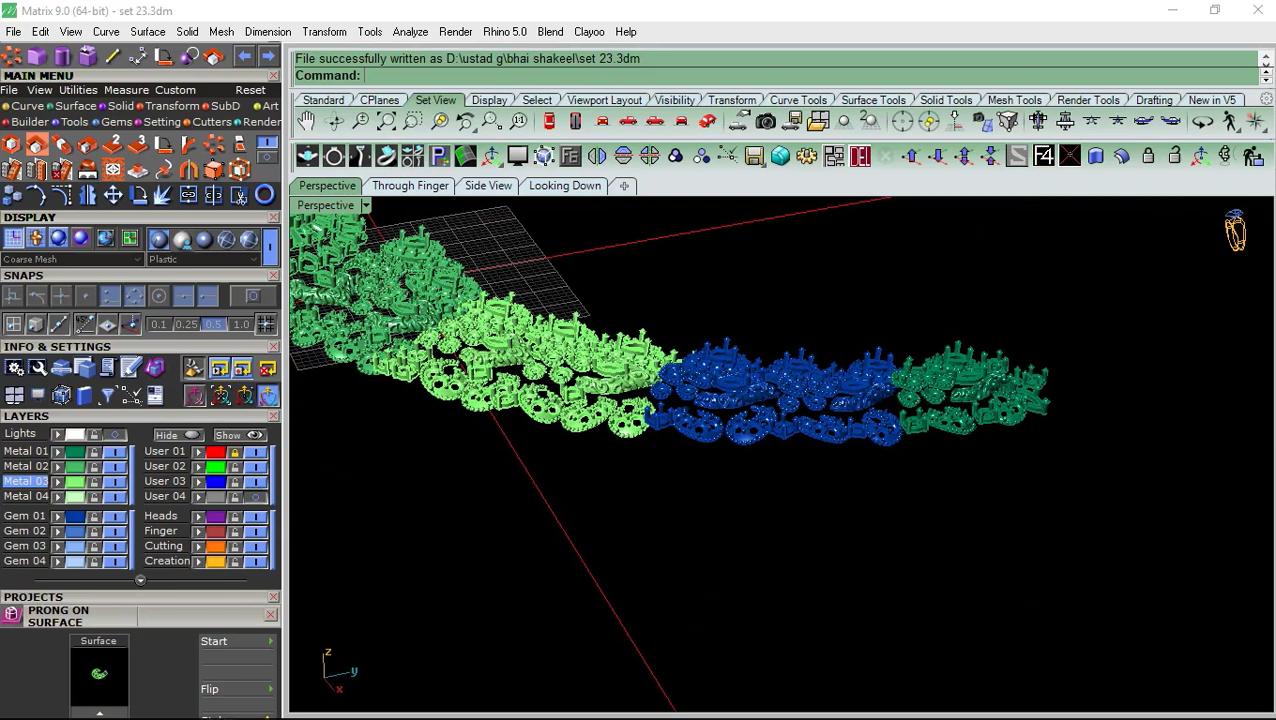 Matrix 9.0 (64-bit) - set 23.3dm
File Edit View Curve Surface Solid Mesh Dimension Transform Tools Analyze Render Rhino 5.0 Blend Clayoo Help
File successfully written as D:\ustad g\bhai shakeel\set 23.3dm
Command:
MAIN MENU
File View Utilities Measure Custom Reset
Curve Surface Solid Transform SubD Art
Builder Tools Gems Setting Cutters Render
Standard CPlanes Set View Display Select Viewport Layout Visibility Transform Curve Tools Surface Tools Solid Tools Mesh Tools Render Tools Drafting New in V5
Perspective Through Finger Side View Looking Down
Perspective
DISPLAY
Coarse Mesh Plastic
SNAPS
0.1 0.25 0.5 1.0
INFO & SETTINGS
LAYERS
Lights Hide Show
Metal 01 User 01
Metal 02 User 02
Metal 03 User 03
Metal 04 User 04
Gem 01 Heads
Gem 02 Finger
Gem 03 Cutting
Gem 04 Creation
PROJECTS
PRONG ON
SURFACE
Surface Start
Flip
z
y
x